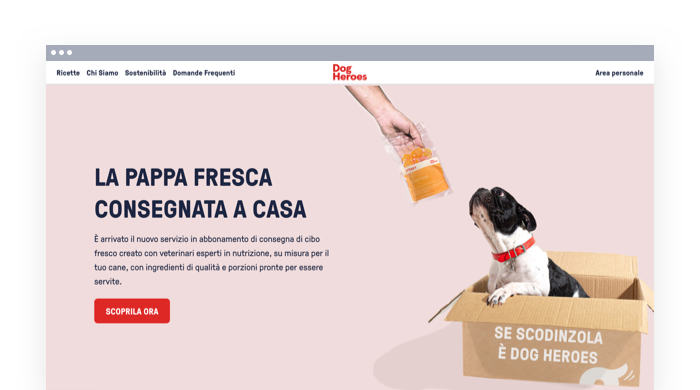 Ricette Chi Siamo Sostenibilità Domande Frequenti
Dog
Heroes
Area personale
LA PAPPA FRESCA
CONSEGNATA A CASA
È arrivato il nuovo servizio in abbonamento di consegna di cibo
fresco creato con veterinari esperti in nutrizione, su misura per il
tuo cane, con ingredienti di qualità e porzioni pronte per essere
servite.
SCOPRILA ORA
SE SCODINZOLA
È DOG HEROES